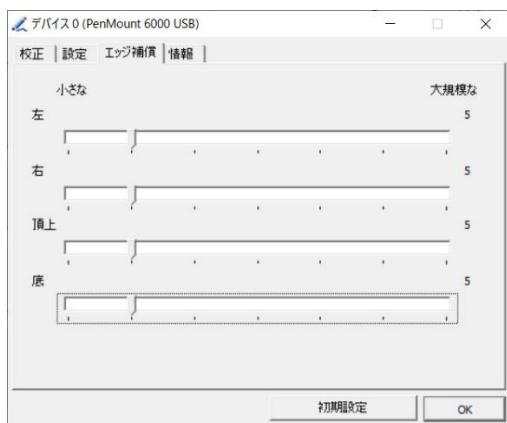 デバイス 0 (PenMount 6000 USB)
校正 設定 エッジ補償 情報
小さな 大規模な
左 5
右 5
頂上 5
底 5
初期設定 OK